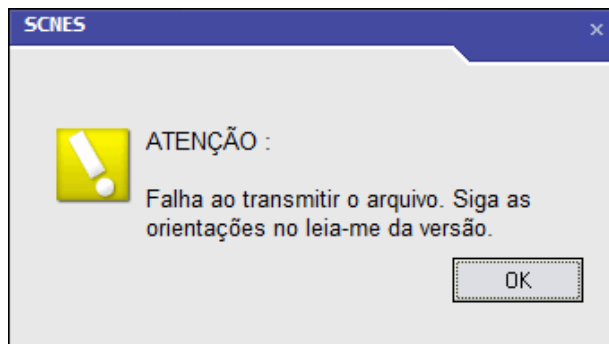 SCNES
ATENÇÃO :
Falha ao transmitir o arquivo. Siga as
orientações no leia-me da versão.
OK